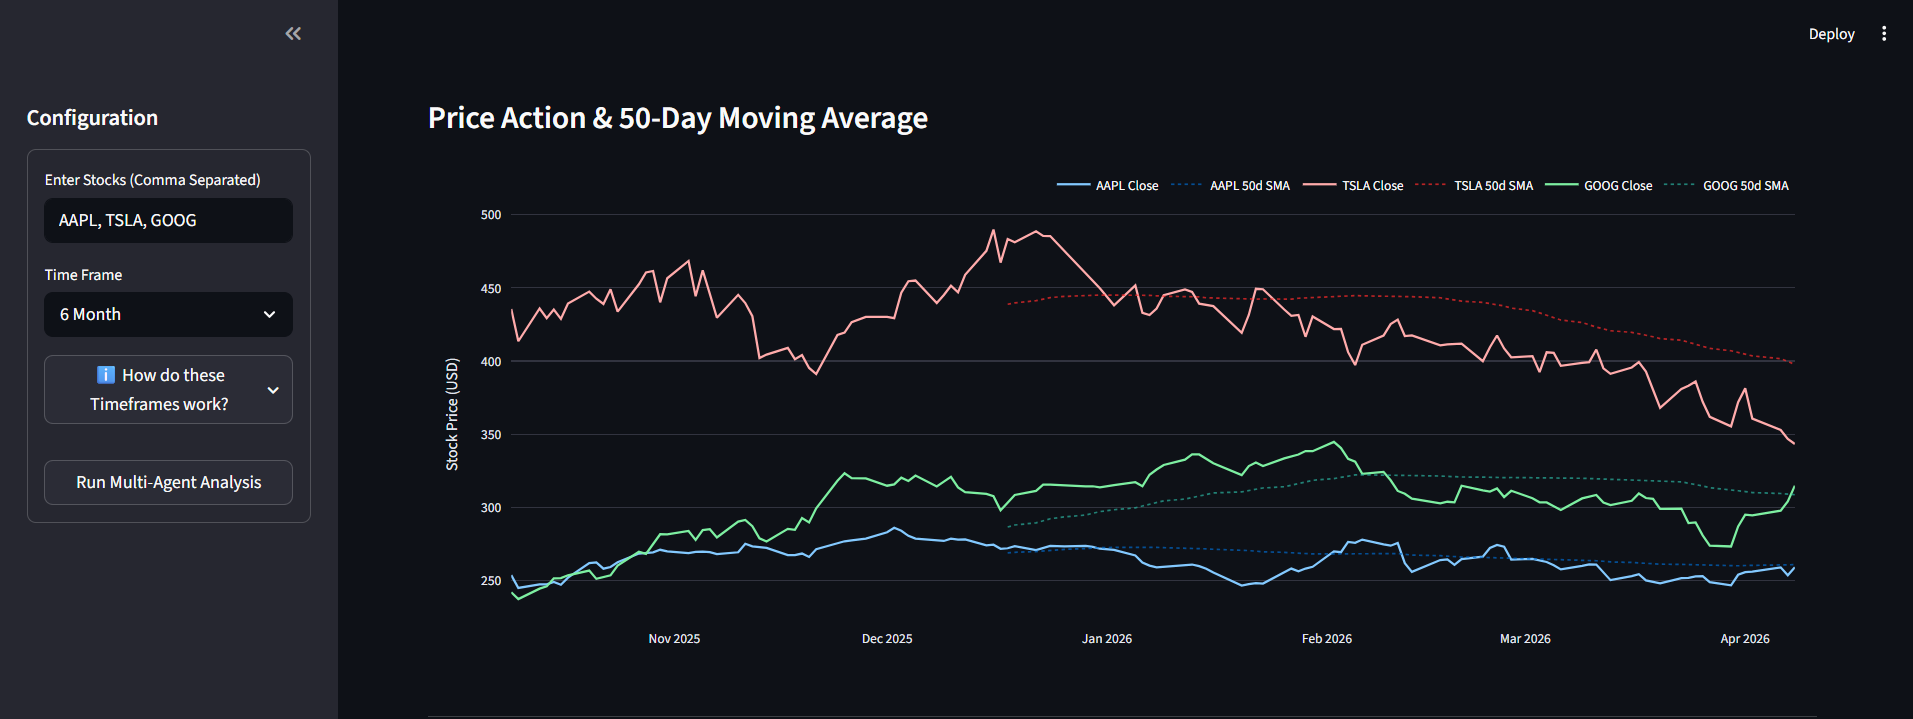 Deploy
Configuration
Enter Stocks (Comma Separated)
AAPL, TSLA, GOOG
Time Frame
6 Month
ℹ️ How do these
Timeframes work?
Run Multi-Agent Analysis
Price Action & 50-Day Moving Average
AAPL Close AAPL 50d SMA TSLA Close TSLA 50d SMA GOOG Close GOOG 50d SMA
Stock Price (USD)
500
450
400
350
300
250
Nov 2025 Dec 2025 Jan 2026 Feb 2026 Mar 2026 Apr 2026